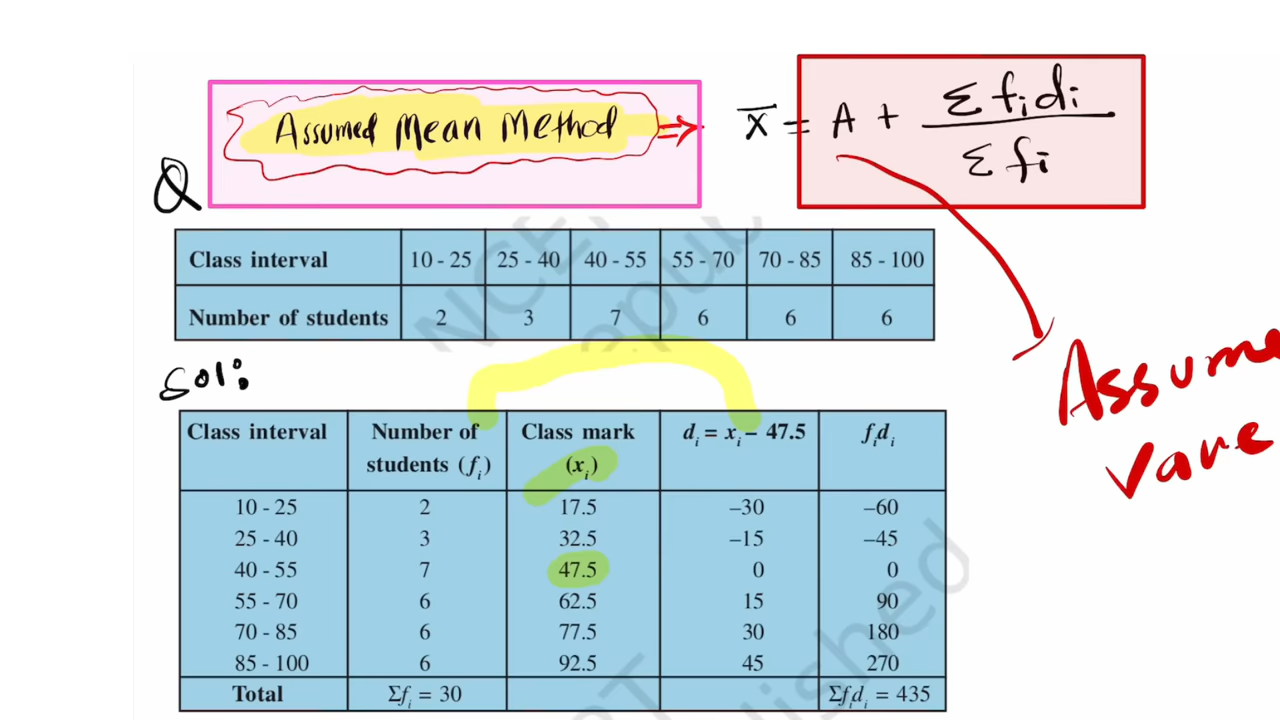 Assumed Mean Method
x̄ = A + Σ fᵢdᵢ / Σ fᵢ
Q
Class interval 10 - 25 25 - 40 40 - 55 55 - 70 70 - 85 85 - 100
Number of students 2 3 7 6 6 6
Sol:
Assume
Class interval Number of students (fᵢ) Class mark (xᵢ) dᵢ = xᵢ – 47.5 fᵢdᵢ
10 - 25 2 17.5 –30 –60
25 - 40 3 32.5 –15 –45
40 - 55 7 47.5 0 0
55 - 70 6 62.5 15 90
70 - 85 6 77.5 30 180
85 - 100 6 92.5 45 270
Total Σfᵢ = 30 Σfᵢdᵢ = 435